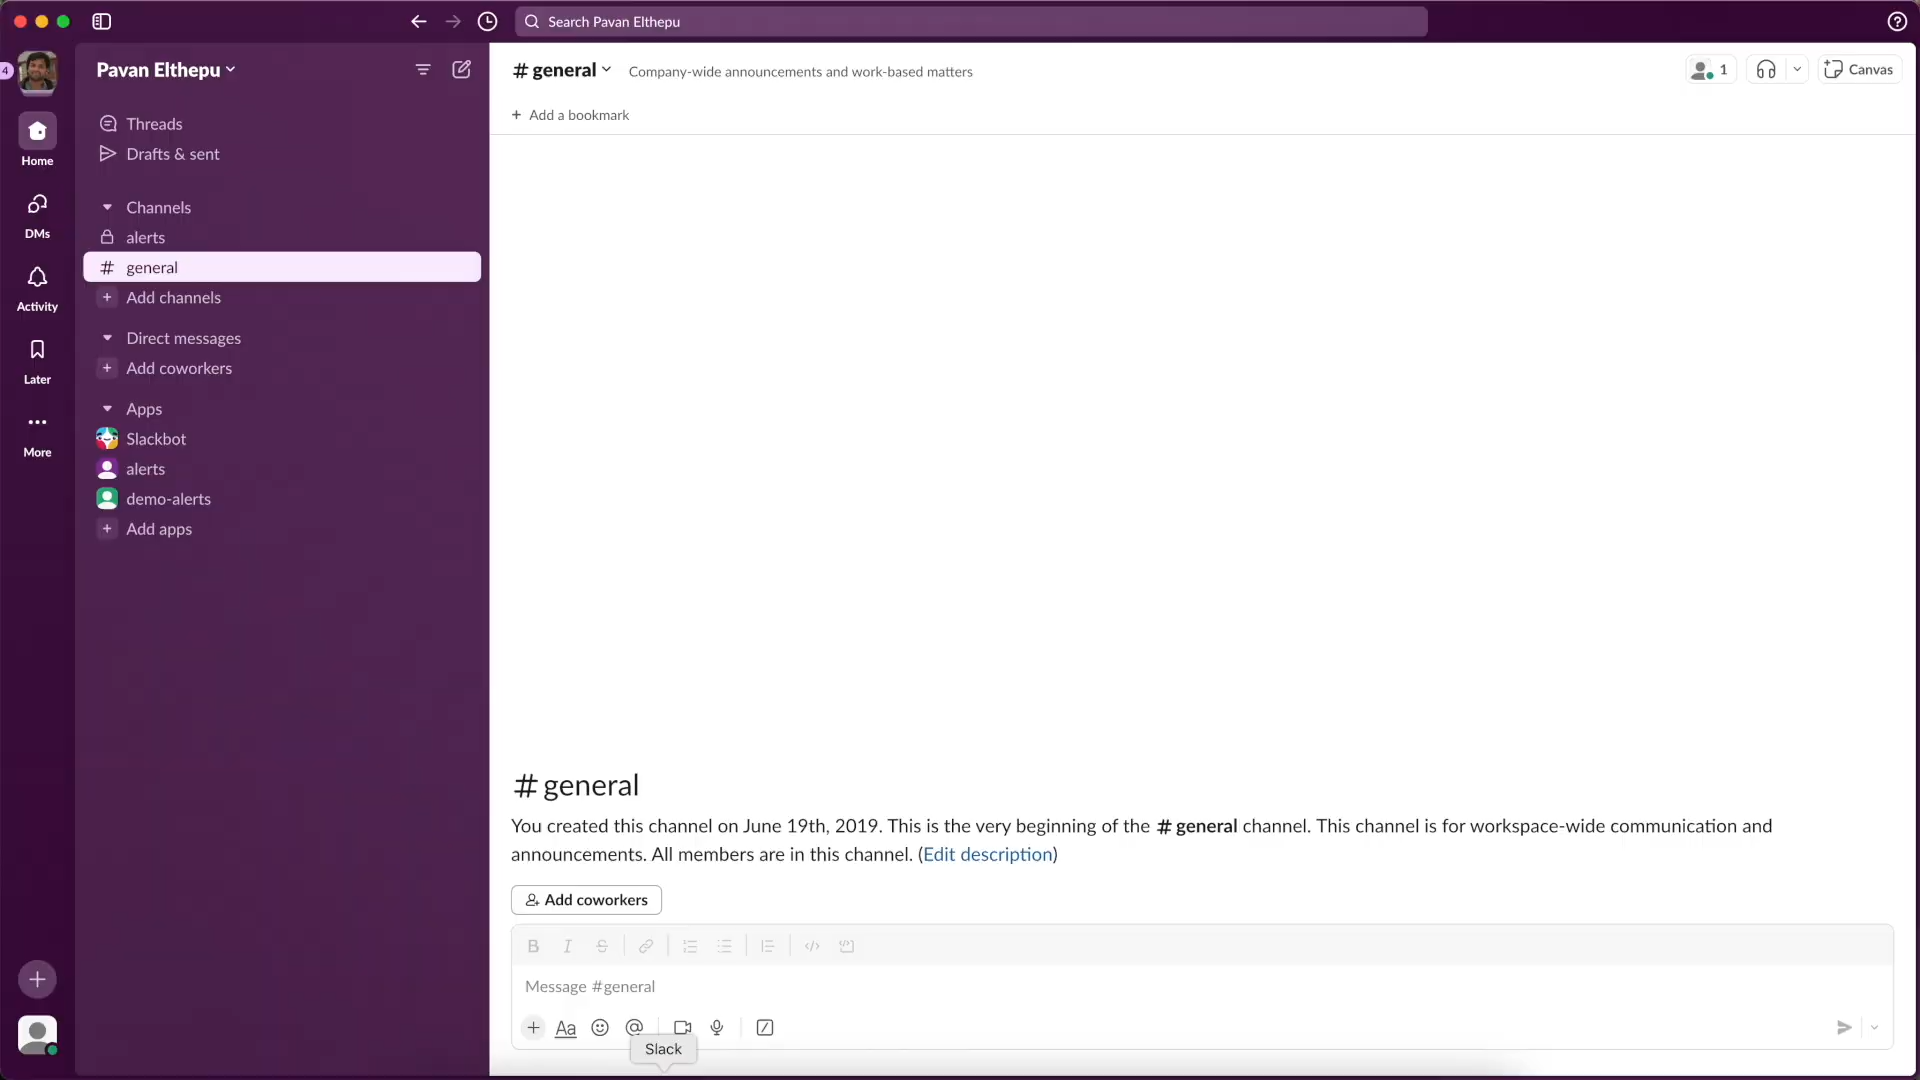 Search Pavan Elthepu
4
Pavan Elthepu
# general
Company-wide announcements and work-based matters
1
Canvas
+ Add a bookmark
Home
DMs
Activity
Later
More
Threads
Drafts & sent
Channels
alerts
# general
+ Add channels
Direct messages
+ Add coworkers
Apps
Slackbot
alerts
demo-alerts
+ Add apps
# general
You created this channel on June 19th, 2019. This is the very beginning of the # general channel. This channel is for workspace-wide communication and
announcements. All members are in this channel. (Edit description)
Add coworkers
B I S
Message #general
+ Aa @
Slack